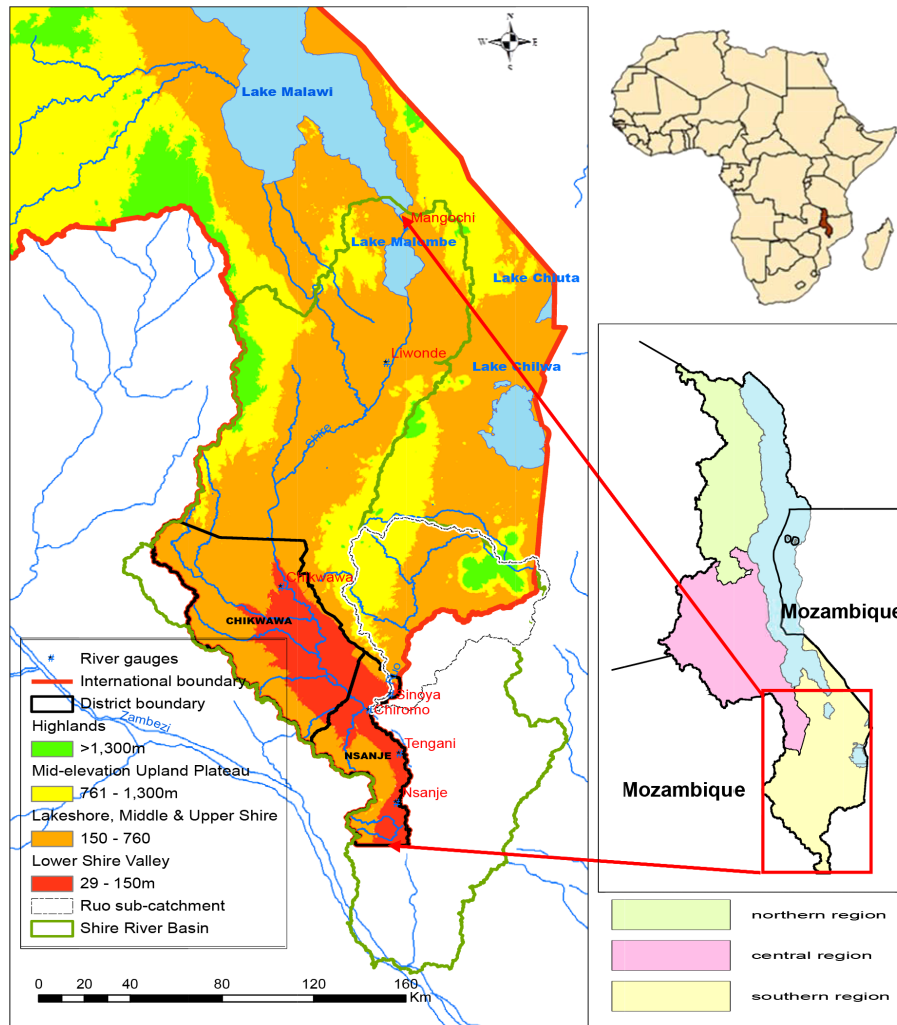 N
W
E
Lake Malawi
Mangochi
Lake Malombe
Lake Chiuta
Liwonde
Lake Chilwa
Shire
Chikwawa
CHIKWAWA
Sinoya
Chiromo
Tengani
NSANJE
Nsanje
Zambezi
River gauges
International boundary
District boundary
Highlands
>1,300m
Mid-elevation Upland Plateau
761 - 1,300m
Lakeshore, Middle & Upper Shire
150 - 760
Lower Shire Valley
29 - 150m
Ruo sub-catchment
Shire River Basin
0 40 80 120 160
Km
Mozambique
Mozambique
northern region
central region
southern region